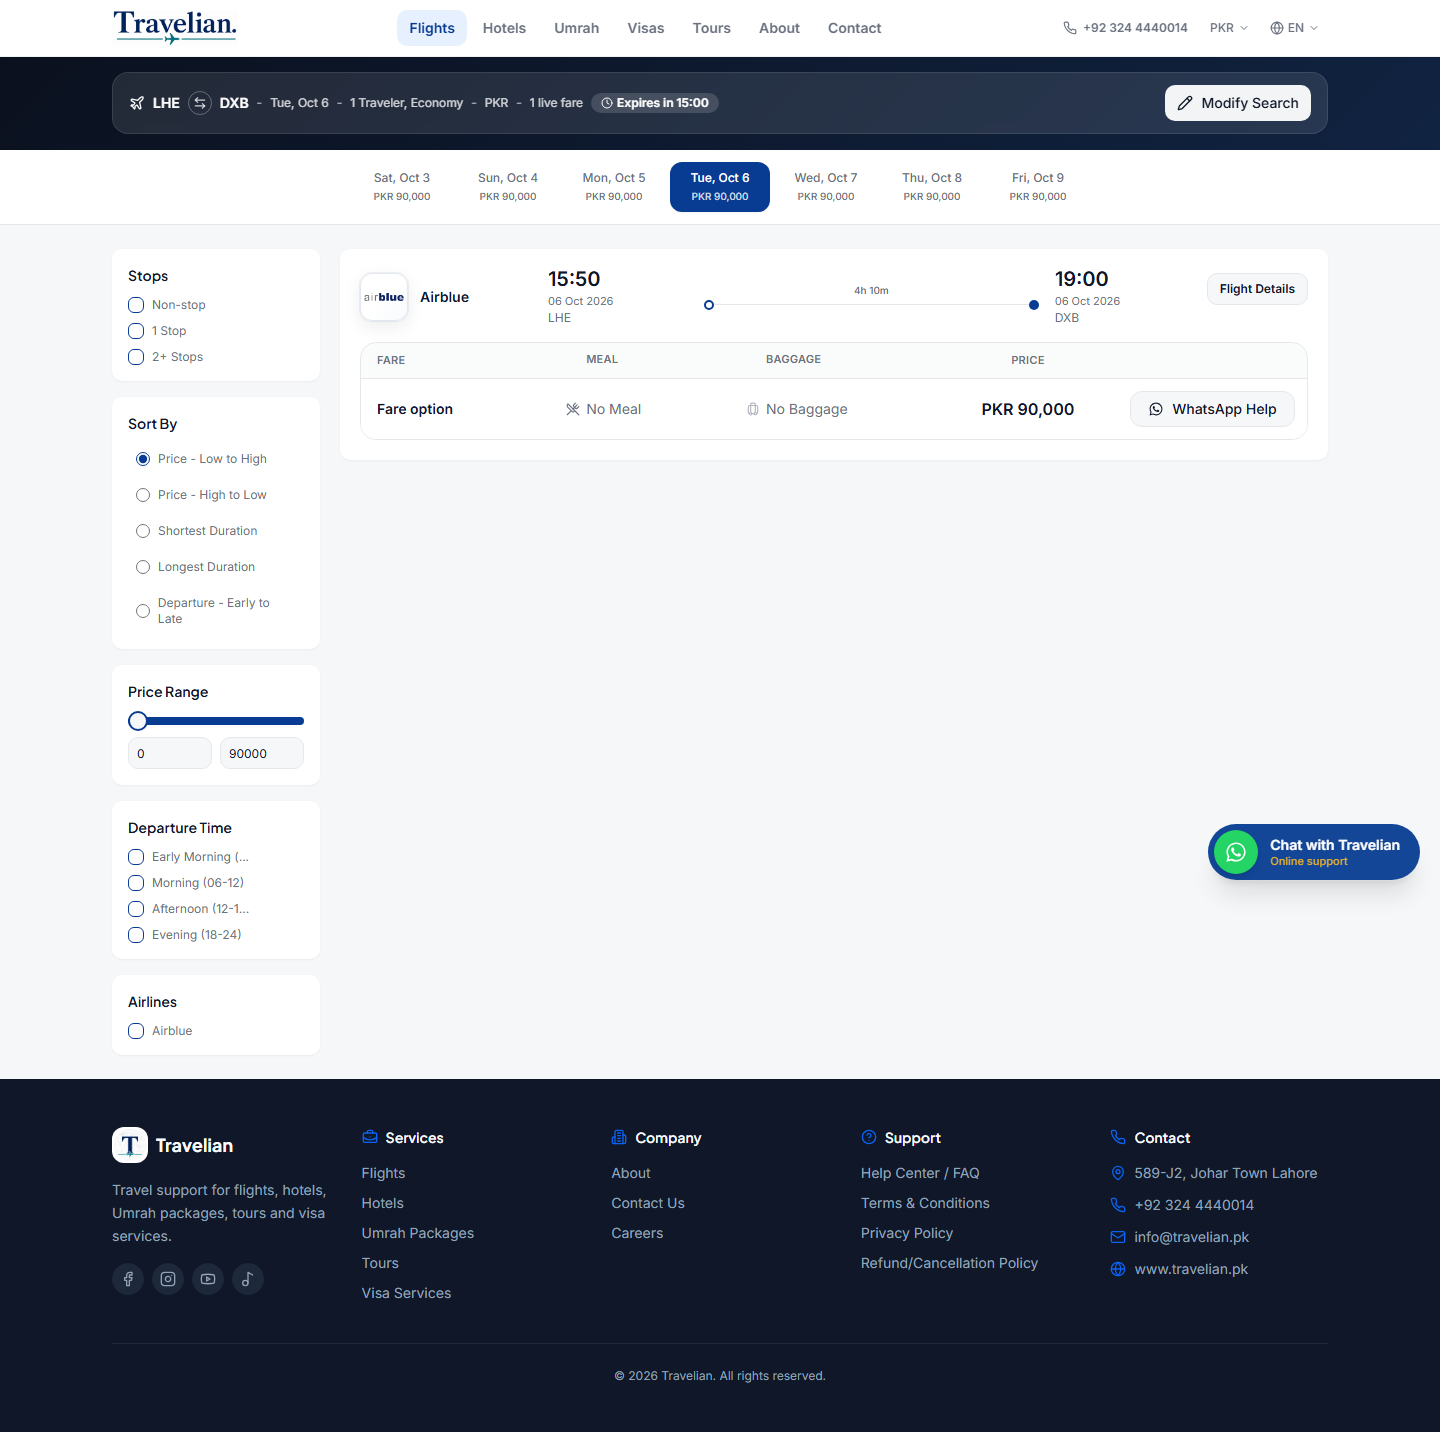 Travelian.
Flights Hotels Umrah Visas Tours About Contact
+92 324 4440014 PKR EN
LHE DXB - Tue, Oct 6 - 1 Traveler, Economy - PKR - 1 live fare Expires in 15:00
Modify Search
Sat, Oct 3 Sun, Oct 4 Mon, Oct 5 Tue, Oct 6 Wed, Oct 7 Thu, Oct 8 Fri, Oct 9
PKR 90,000 PKR 90,000 PKR 90,000 PKR 90,000 PKR 90,000 PKR 90,000 PKR 90,000
Stops
Non-stop
1 Stop
2+ Stops
Sort By
Price - Low to High
Price - High to Low
Shortest Duration
Longest Duration
Departure - Early to
Late
Price Range
0 90000
Departure Time
Early Morning (...
Morning (06-12)
Afternoon (12-1...
Evening (18-24)
Airlines
Airblue
airblue
Airblue
15:50
06 Oct 2026
LHE
4h 10m
19:00
06 Oct 2026
DXB
Flight Details
FARE MEAL BAGGAGE PRICE
Fare option No Meal No Baggage PKR 90,000 WhatsApp Help
Chat with Travelian
Online support
T Travelian
Travel support for flights, hotels,
Umrah packages, tours and visa
services.
Services
Flights
Hotels
Umrah Packages
Tours
Visa Services
Company
About
Contact Us
Careers
Support
Help Center / FAQ
Terms & Conditions
Privacy Policy
Refund/Cancellation Policy
Contact
589-J2, Johar Town Lahore
+92 324 4440014
info@travelian.pk
www.travelian.pk
© 2026 Travelian. All rights reserved.